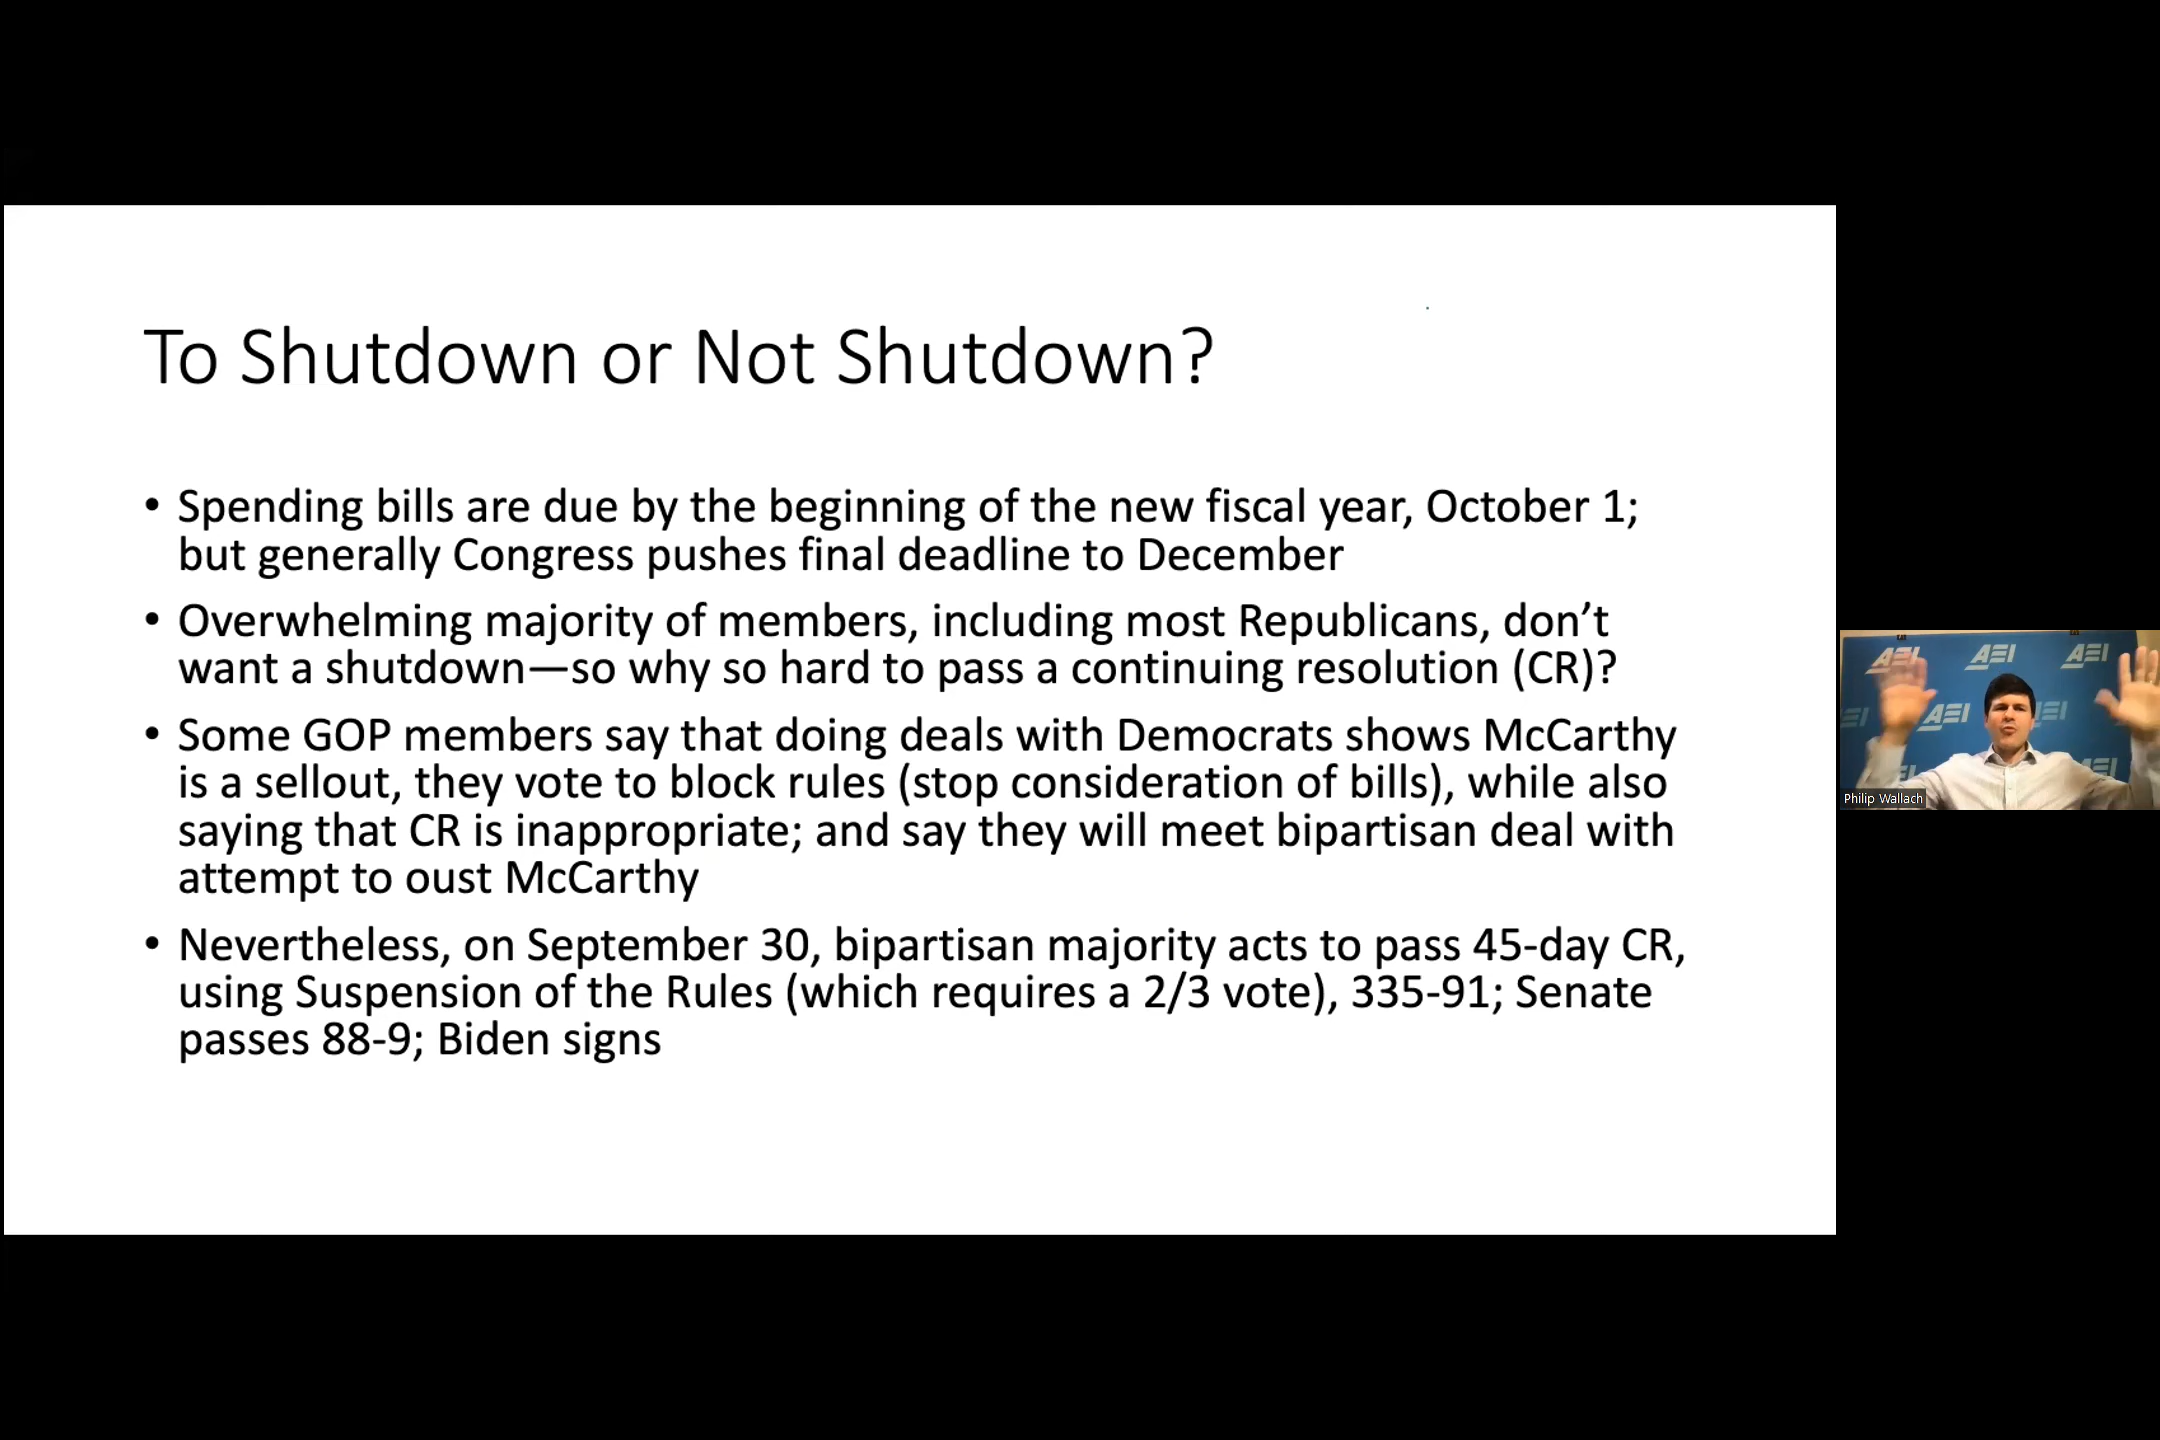 To Shutdown or Not Shutdown?
• Spending bills are due by the beginning of the new fiscal year, October 1;
but generally Congress pushes final deadline to December
• Overwhelming majority of members, including most Republicans, don’t
want a shutdown—so why so hard to pass a continuing resolution (CR)?
• Some GOP members say that doing deals with Democrats shows McCarthy
is a sellout, they vote to block rules (stop consideration of bills), while also
saying that CR is inappropriate; and say they will meet bipartisan deal with
attempt to oust McCarthy
• Nevertheless, on September 30, bipartisan majority acts to pass 45-day CR,
using Suspension of the Rules (which requires a 2/3 vote), 335-91; Senate
passes 88-9; Biden signs
AEI AEI AEI
AEI AEI AEI
Philip Wallach